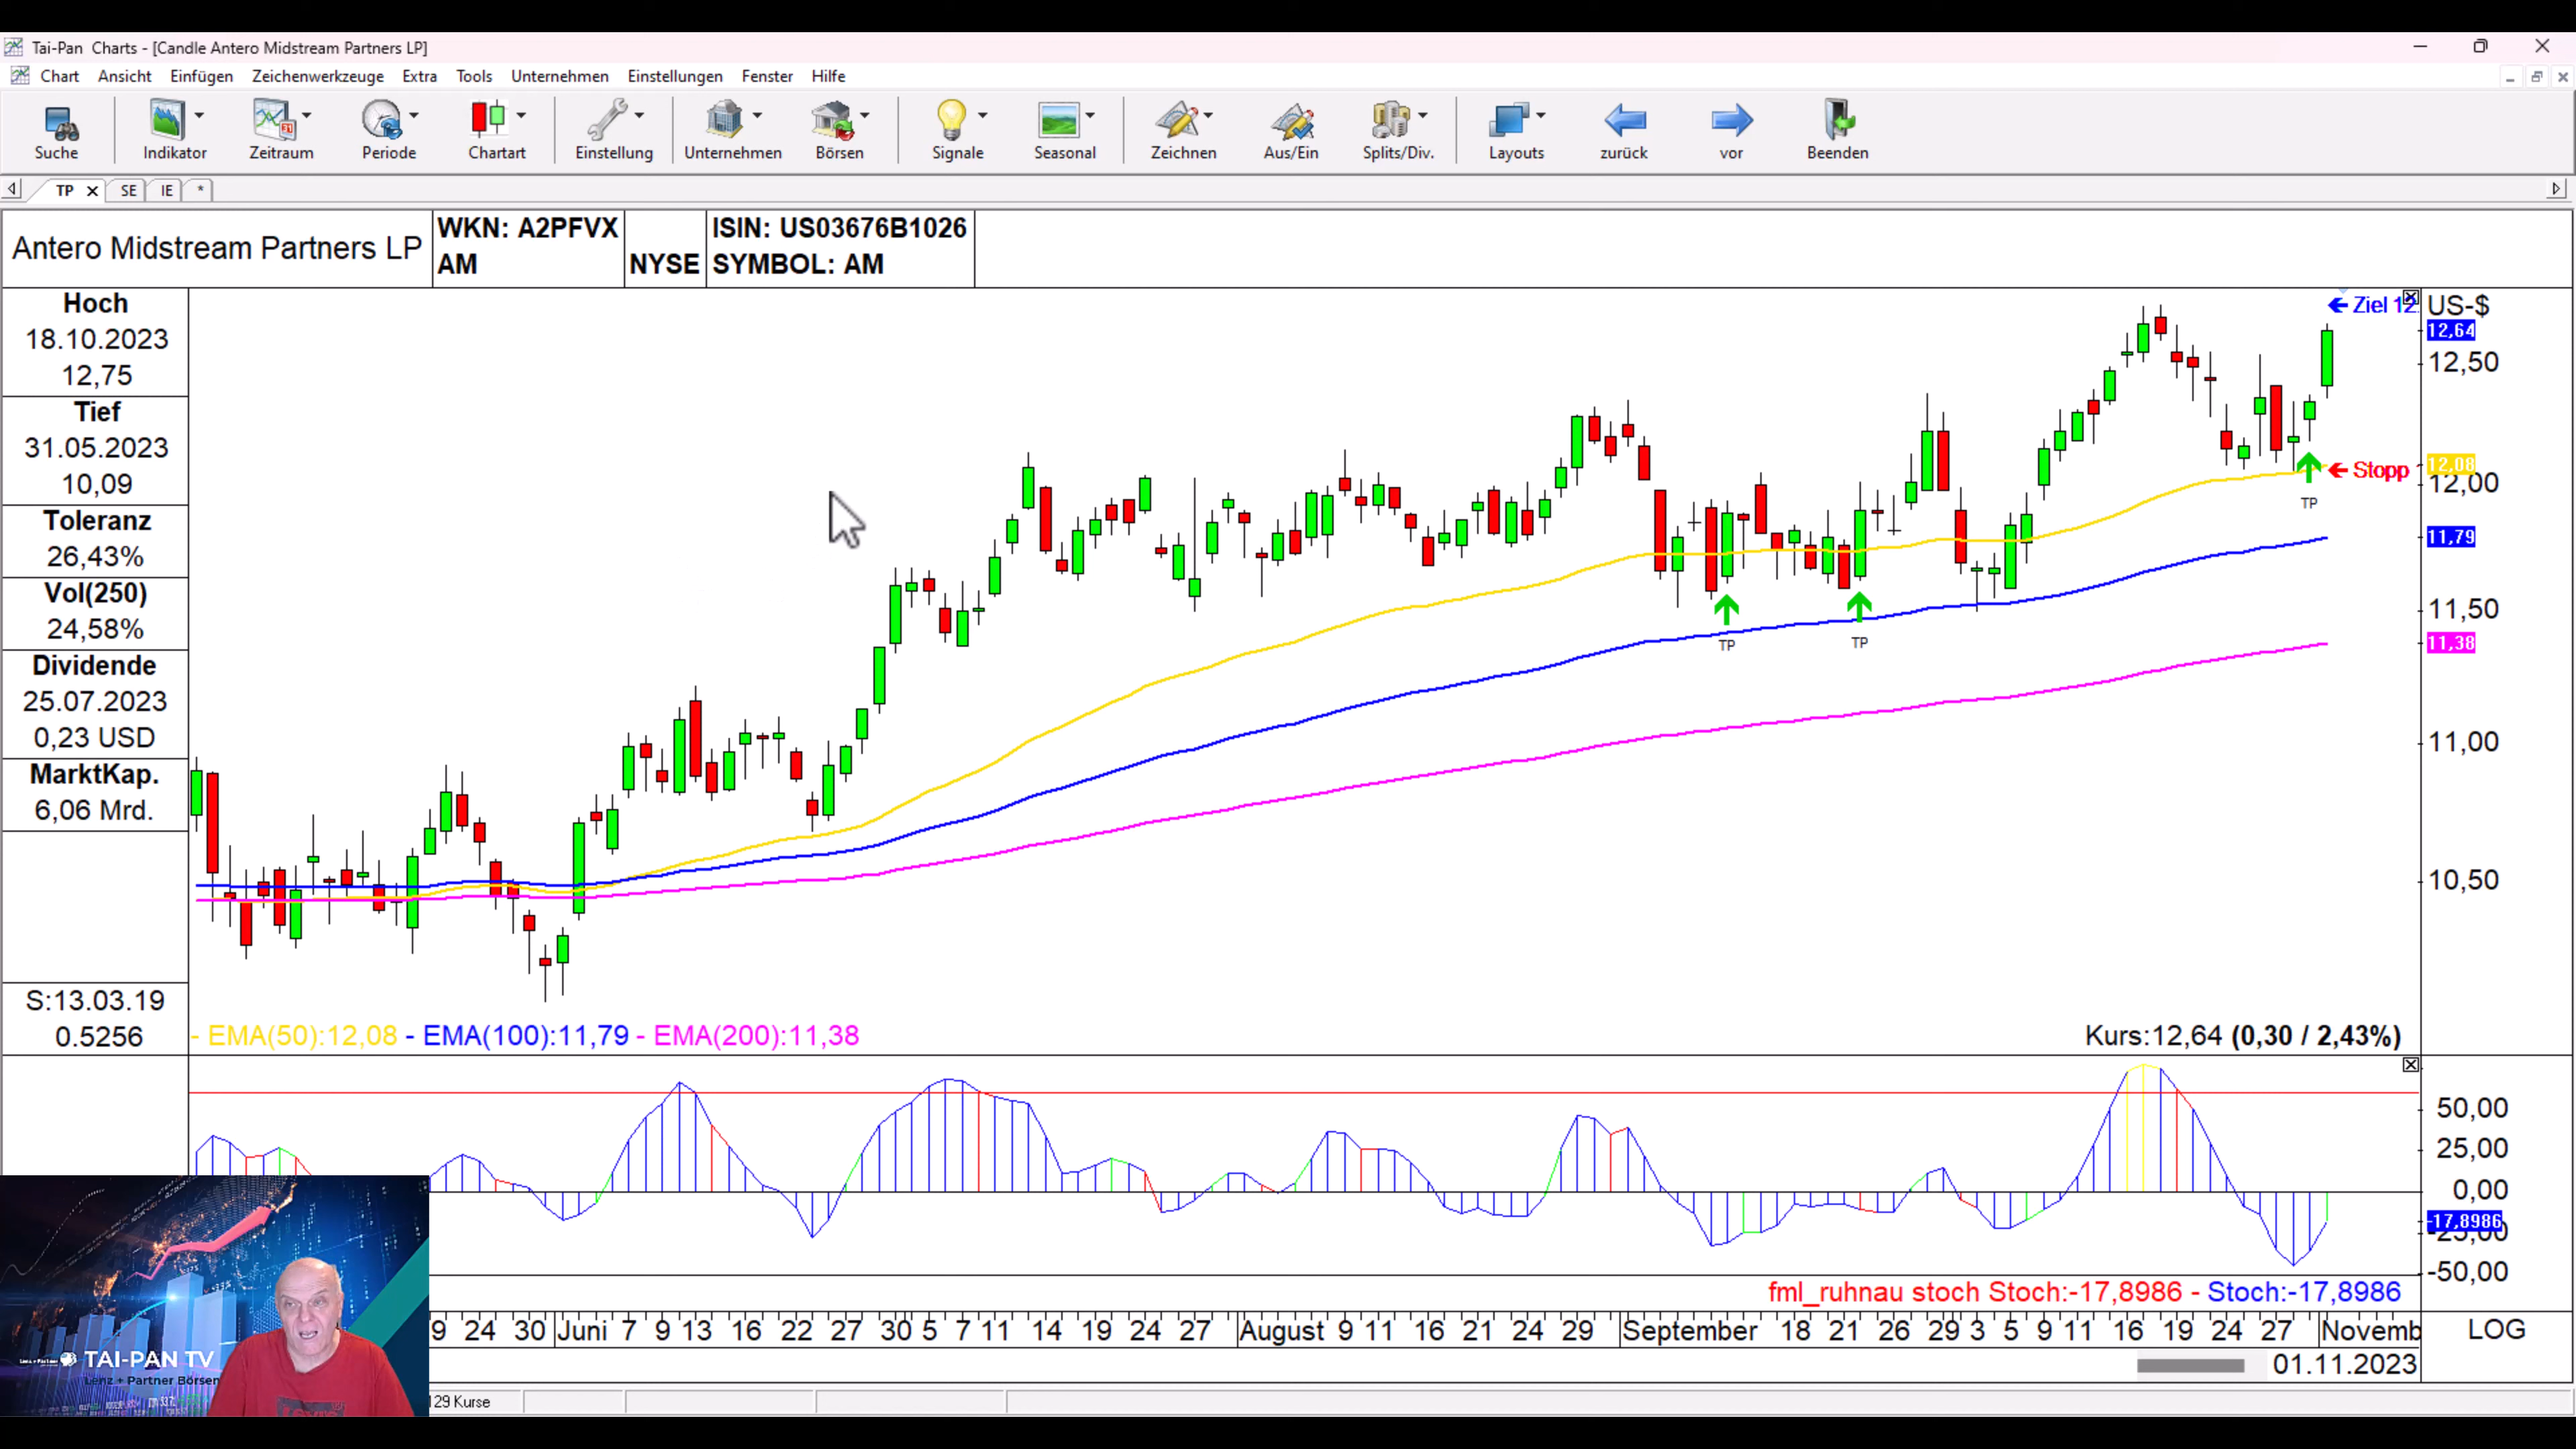 Tai-Pan Charts - [Candle Antero Midstream Partners LP]
Chart Ansicht Einfügen Zeichenwerkzeuge Extra Tools Unternehmen Einstellungen Fenster Hilfe
Suche Indikator Zeitraum Periode Chartart Einstellung Unternehmen Börsen Signale Seasonal Zeichnen Aus/Ein Splits/Div. Layouts zurück vor Beenden
TP SE IE *
Antero Midstream Partners LP
WKN: A2PFVX
AM
NYSE
ISIN: US03676B1026
SYMBOL: AM
Hoch
18.10.2023
12,75
Tief
31.05.2023
10,09
Toleranz
26,43%
Vol(250)
24,58%
Dividende
25.07.2023
0,23 USD
MarktKap.
6,06 Mrd.
S:13.03.19
0.5256
Ziel 12
US-$
12,64
12,50
12,08
Stopp
12,00
TP
11,79
11,50
TP
TP
11,38
11,00
10,50
- EMA(50):12,08 - EMA(100):11,79 - EMA(200):11,38
Kurs:12,64 (0,30 / 2,43%)
50,00
25,00
0,00
-17,8986
-25,00
-50,00
fml_ruhnau stoch Stoch:-17,8986 - Stoch:-17,8986
9 24 30 Juni 7 9 13 16 22 27 30 5 7 11 14 19 24 27 August 9 11 16 21 24 29 September 18 21 26 29 3 5 9 11 16 19 24 27 Novemb
LOG
01.11.2023
TAI-PAN TV
Lenz + Partner Börsen
129 Kurse